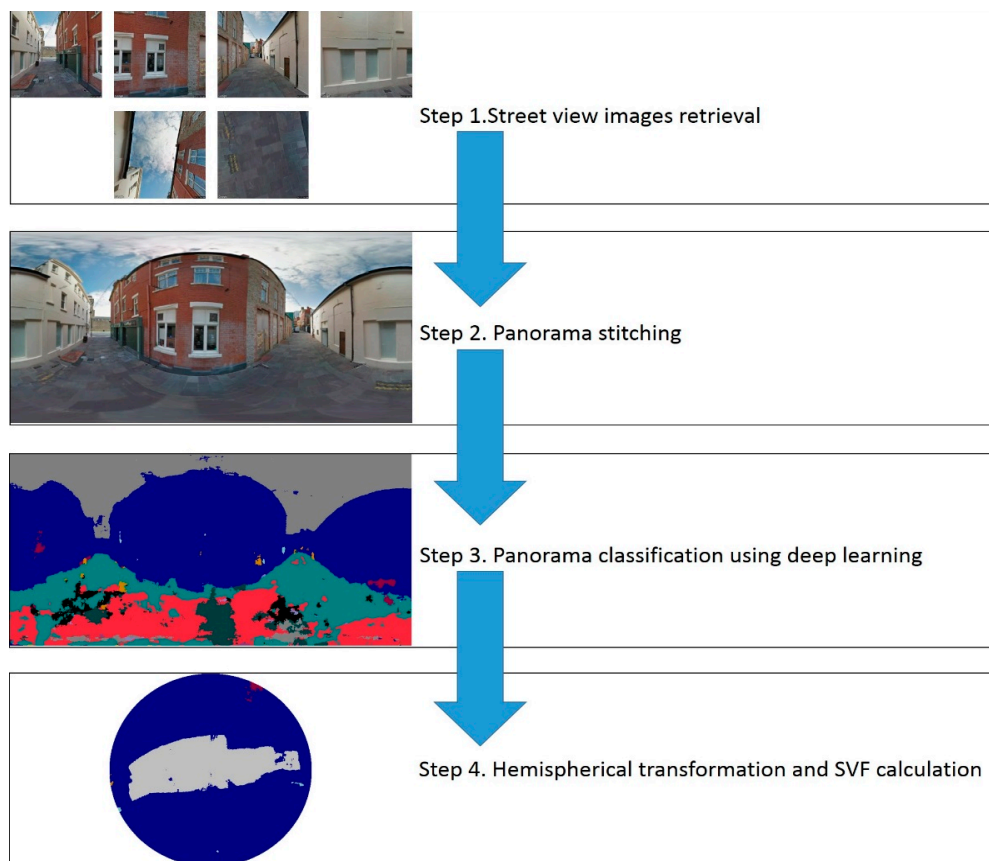 Step 1.Street view images retrieval
Step 2. Panorama stitching
Step 3. Panorama classification using deep learning
Step 4. Hemispherical transformation and SVF calculation